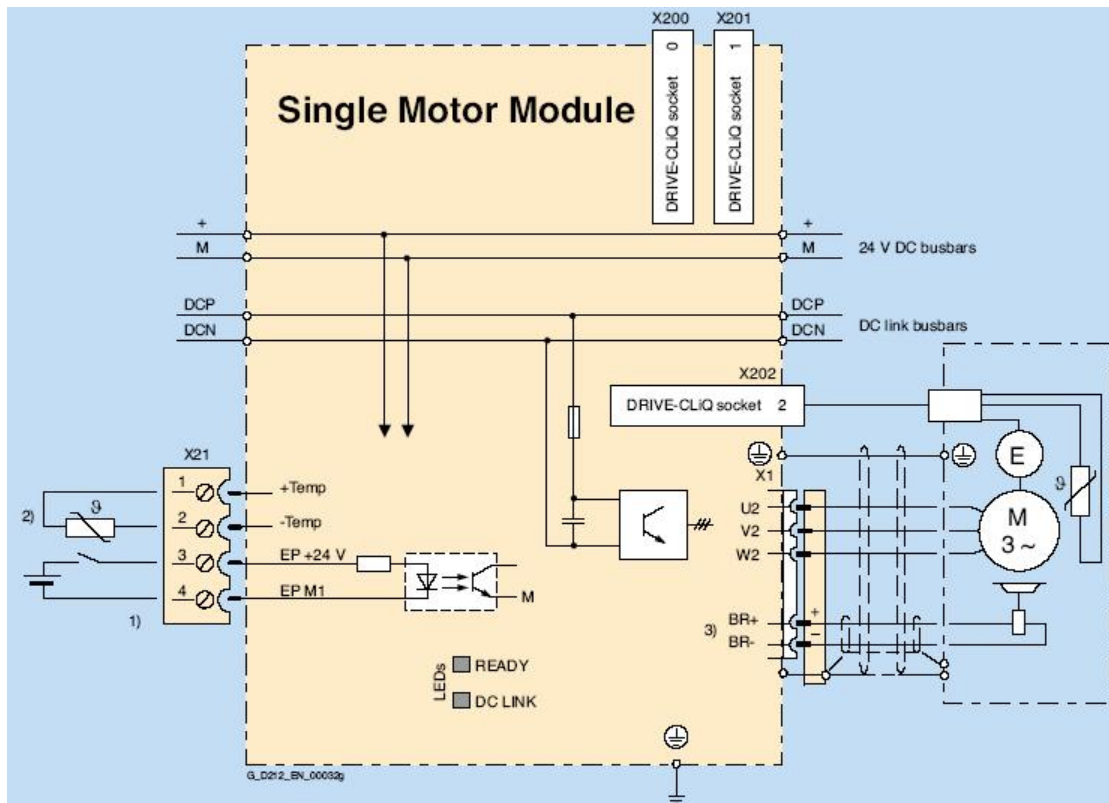 X200 X201
DRIVE-CLiQ socket 0
DRIVE-CLiQ socket 1
Single Motor Module
+ +
M M
24 V DC busbars
DCP DCP
DCN DCN
DC link busbars
X202
DRIVE-CLiQ socket 2
X21
X1
E
1 +Temp
2 -Temp
2)
3 EP +24 V
4 EP M1
1)
M
U2
V2
W2
M
3 ~
ϑ
ϑ
3) BR+ +
BR- −
LEDs
READY
DC LINK
G_D212_EN_00032g